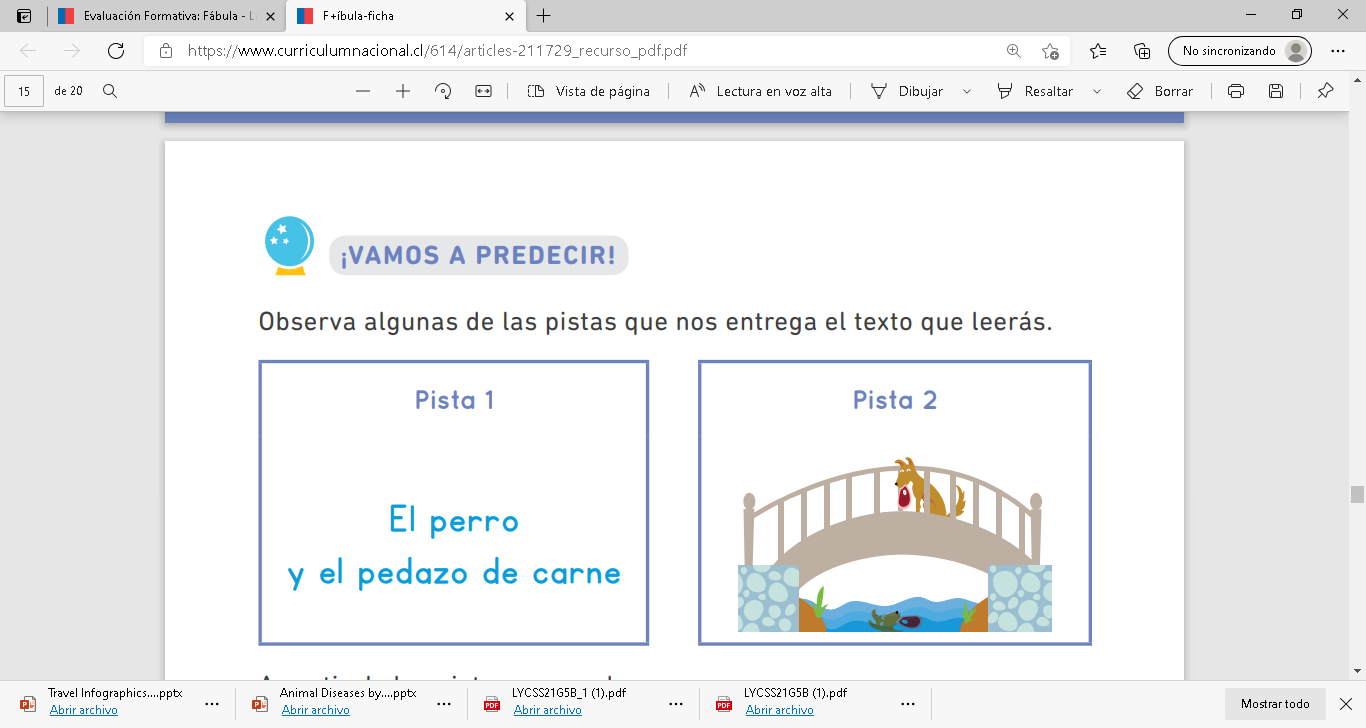 Evaluación Formativa: Fábula - L
F+íbula-ficha
https://www.curriculumnacional.cl/614/articles-211729_recurso_pdf.pdf
No sincronizando
15 de 20
Vista de página
Lectura en voz alta
Dibujar
Resaltar
Borrar
¡VAMOS A PREDECIR!
Observa algunas de las pistas que nos entrega el texto que leerás.
Pista 1
El perro
y el pedazo de carne
Pista 2
Travel Infographics....pptx
Abrir archivo
Animal Diseases by....pptx
Abrir archivo
LYCSS21G5B_1 (1).pdf
Abrir archivo
LYCSS21G5B (1).pdf
Abrir archivo
Mostrar todo